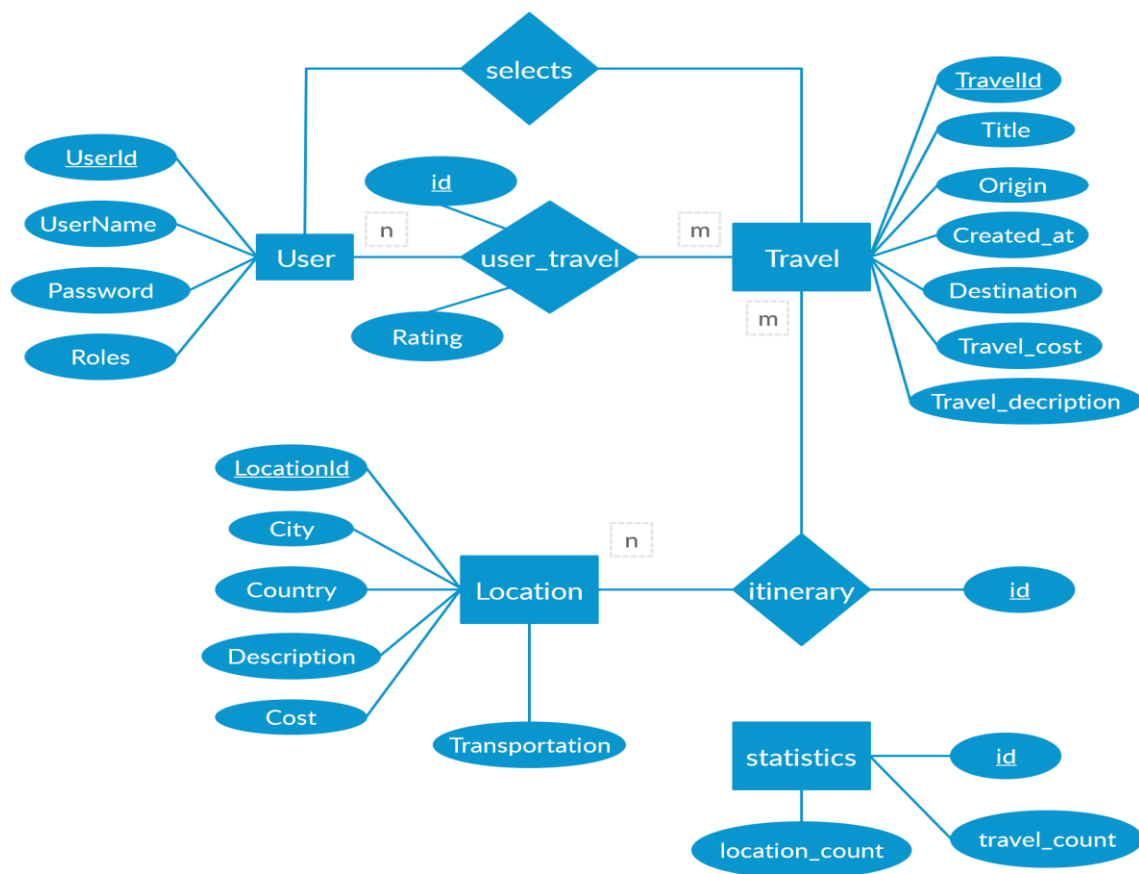 selects
TravelId
Title
UserId
id
Origin
UserName
n
m
Created_at
User
user_travel
Travel
Password
Destination
m
Rating
Roles
Travel_cost
Travel_decription
LocationId
City
n
Country
Location
itinerary
id
Description
Cost
Transportation
statistics
id
travel_count
location_count